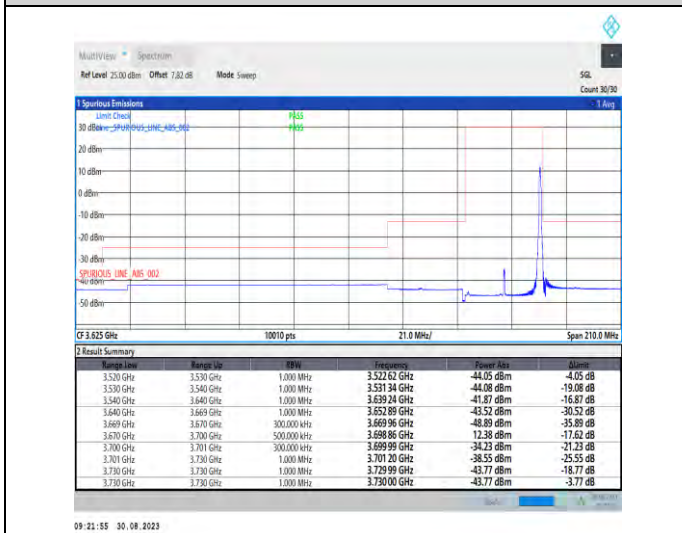 MultiView Spectrum
Ref Level 25.00 dBm Offset 7.82 dB Mode Sweep SGL
Count 30/30
1 Spurious Emissions 1 Avg
Limit Check PASS
30 dBm _SPURIOUS_LINE_ABS_002 PASS
20 dBm
10 dBm
0 dBm
-10 dBm
-20 dBm
-30 dBm
SPURIOUS_LINE_ABS_002
-40 dBm
-50 dBm
CF 3.625 GHz 10010 pts 21.0 MHz/ Span 210.0 MHz
2 Result Summary
Range Low Range Up RBW Frequency Power Abs ΔLimit
3.520 GHz 3.530 GHz 1.000 MHz 3.522 62 GHz -44.05 dBm -4.05 dB
3.530 GHz 3.540 GHz 1.000 MHz 3.531 34 GHz -44.08 dBm -19.08 dB
3.540 GHz 3.640 GHz 1.000 MHz 3.639 24 GHz -41.87 dBm -16.87 dB
3.640 GHz 3.669 GHz 1.000 MHz 3.652 89 GHz -43.52 dBm -30.52 dB
3.669 GHz 3.670 GHz 300.000 kHz 3.669 96 GHz -48.89 dBm -35.89 dB
3.670 GHz 3.700 GHz 500.000 kHz 3.698 86 GHz 12.38 dBm -17.62 dB
3.700 GHz 3.701 GHz 300.000 kHz 3.699 99 GHz -34.23 dBm -21.23 dB
3.701 GHz 3.730 GHz 1.000 MHz 3.701 20 GHz -38.55 dBm -25.55 dB
3.730 GHz 3.730 GHz 1.000 MHz 3.729 99 GHz -43.77 dBm -18.77 dB
3.730 GHz 3.730 GHz 1.000 MHz 3.730 00 GHz -43.77 dBm -3.77 dB
09:21:55 30.08.2023